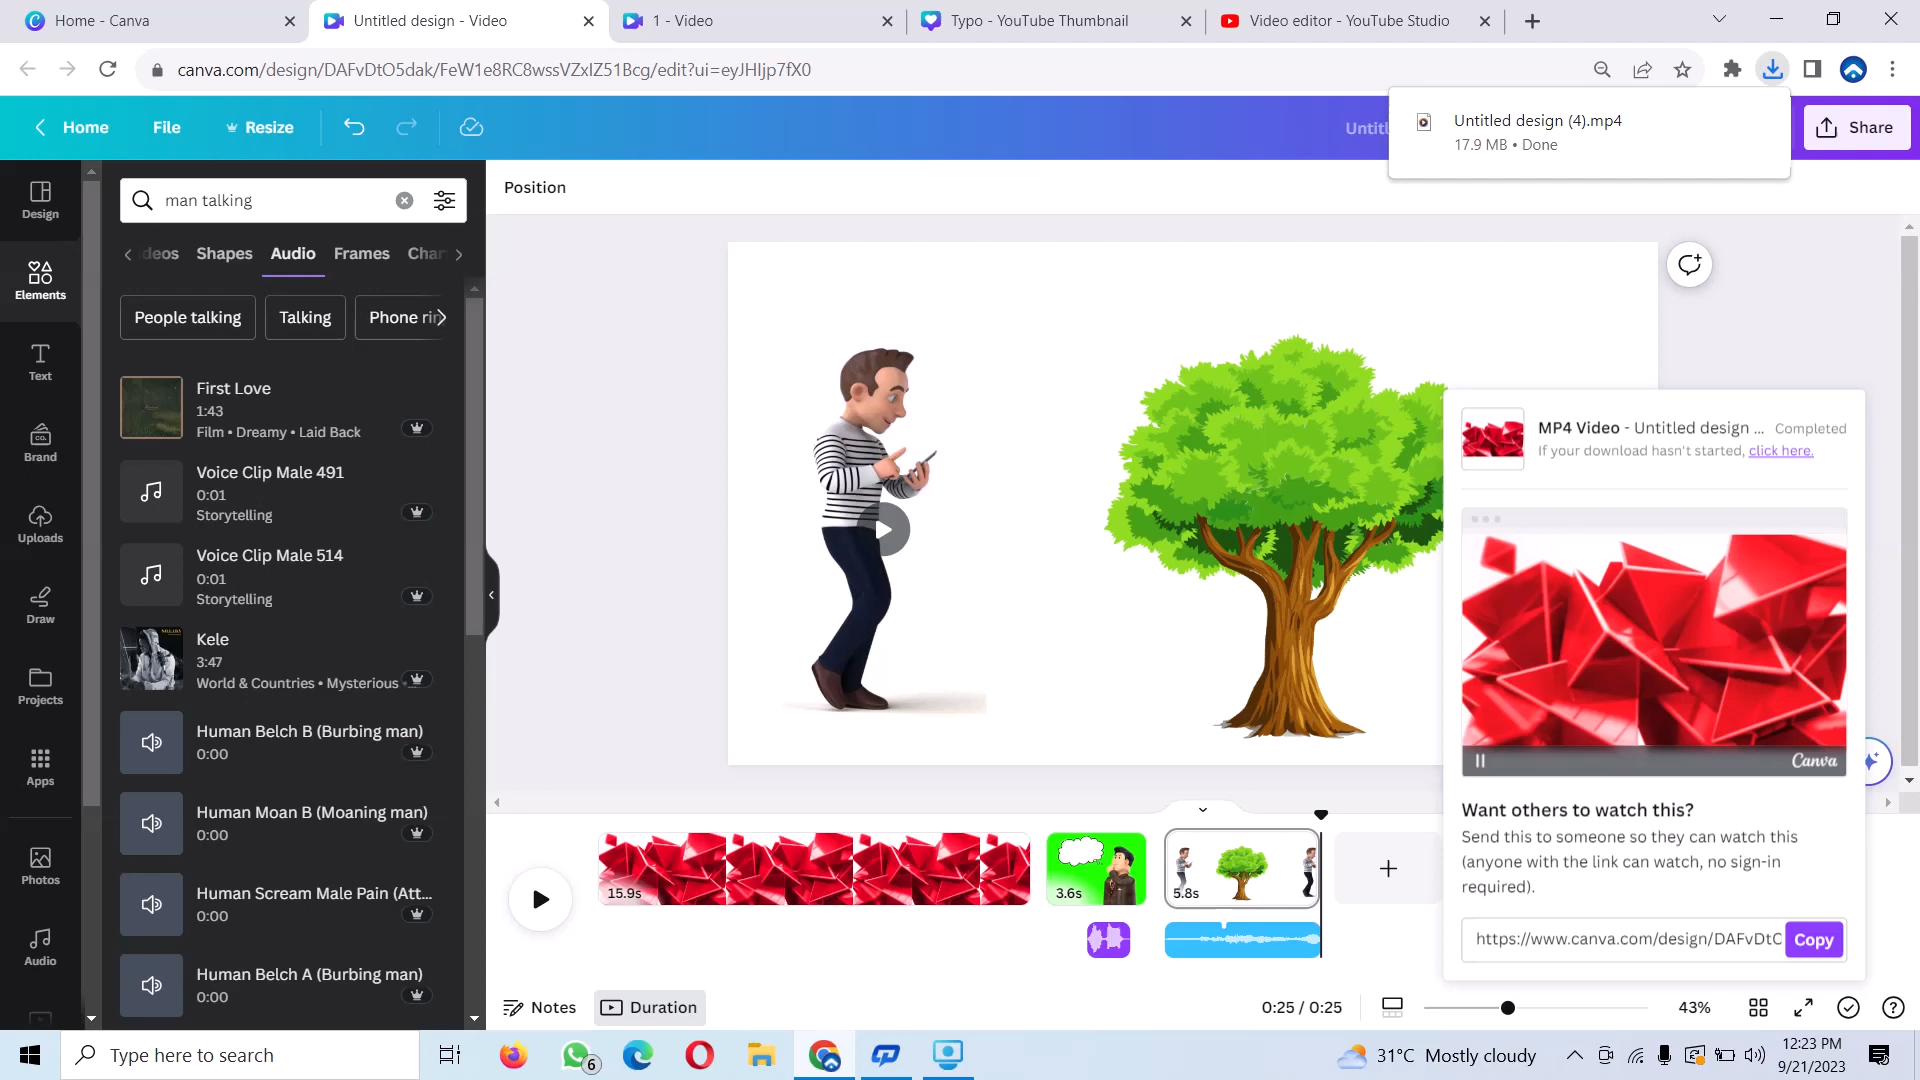 Home - Canva
Untitled design - Video
1 - Video
Typo - YouTube Thumbnail
Video editor - YouTube Studio
canva.com/design/DAFvDtO5dak/FeW1e8RC8wssVZxIZ51Bcg/edit?ui=eyJHIjp7fX0
Untitled design (4).mp4
17.9 MB • Done
Home
File
Resize
Untitl
Share
Design
Elements
Text
Brand
Uploads
Draw
Projects
Apps
Photos
Audio
man talking
deos
Shapes
Audio
Frames
Char
People talking
Talking
Phone rin
First Love
1:43
Film • Dreamy • Laid Back
Voice Clip Male 491
0:01
Storytelling
Voice Clip Male 514
0:01
Storytelling
Kele
3:47
World & Countries • Mysterious •
Human Belch B (Burbing man)
0:00
Human Moan B (Moaning man)
0:00
Human Scream Male Pain (Att...
0:00
Human Belch A (Burbing man)
0:00
Position
MP4 Video - Untitled design ...
Completed
If your download hasn't started, click here.
Canva
Want others to watch this?
Send this to someone so they can watch this
(anyone with the link can watch, no sign-in
required).
https://www.canva.com/design/DAFvDtO
Copy
15.9s
3.6s
5.8s
Notes
Duration
0:25 / 0:25
43%
Type here to search
6
31°C Mostly cloudy
12:23 PM
9/21/2023